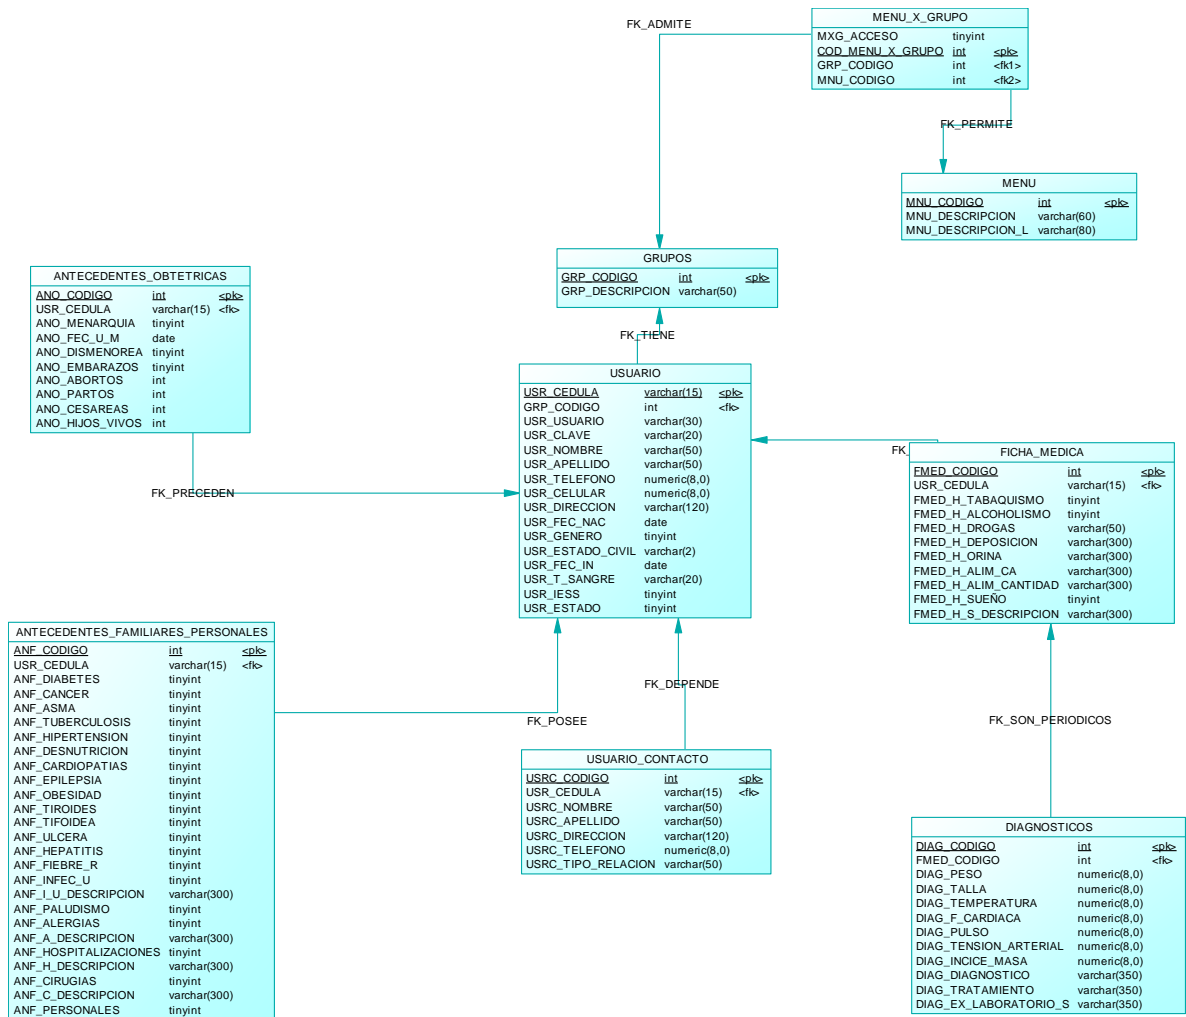 FK_ADMITE
MENU_X_GRUPO
MXG_ACCESO tinyint
COD_MENU_X_GRUPO int <pk>
GRP_CODIGO int <fk1>
MNU_CODIGO int <fk2>
FK_PERMITE
MENU
MNU_CODIGO int <pk>
MNU_DESCRIPCION varchar(60)
MNU_DESCRIPCION_L varchar(80)
GRUPOS
GRP_CODIGO int <pk>
GRP_DESCRIPCION varchar(50)
FK_TIENE
ANTECEDENTES_OBTETRICAS
ANO_CODIGO int <pk>
USR_CEDULA varchar(15) <fk>
ANO_MENARQUIA tinyint
ANO_FEC_U_M date
ANO_DISMENOREA tinyint
ANO_EMBARAZOS tinyint
ANO_ABORTOS int
ANO_PARTOS int
ANO_CESAREAS int
ANO_HIJOS_VIVOS int
FK_PRECEDEN
USUARIO
USR_CEDULA varchar(15) <pk>
GRP_CODIGO int <fk>
USR_USUARIO varchar(30)
USR_CLAVE varchar(20)
USR_NOMBRE varchar(50)
USR_APELLIDO varchar(50)
USR_TELEFONO numeric(8,0)
USR_CELULAR numeric(8,0)
USR_DIRECCION varchar(120)
USR_FEC_NAC date
USR_GENERO tinyint
USR_ESTADO_CIVIL varchar(2)
USR_FEC_IN date
USR_T_SANGRE varchar(20)
USR_IESS tinyint
USR_ESTADO tinyint
FK_
FICHA_MEDICA
FMED_CODIGO int <pk>
USR_CEDULA varchar(15) <fk>
FMED_H_TABAQUISMO tinyint
FMED_H_ALCOHOLISMO tinyint
FMED_H_DROGAS varchar(50)
FMED_H_DEPOSICION varchar(300)
FMED_H_ORINA varchar(300)
FMED_H_ALIM_CA varchar(300)
FMED_H_ALIM_CANTIDAD varchar(300)
FMED_H_SUEÑO tinyint
FMED_H_S_DESCRIPCION varchar(300)
ANTECEDENTES_FAMILIARES_PERSONALES
ANF_CODIGO int <pk>
USR_CEDULA varchar(15) <fk>
ANF_DIABETES tinyint
ANF_CANCER tinyint
ANF_ASMA tinyint
ANF_TUBERCULOSIS tinyint
ANF_HIPERTENSION tinyint
ANF_DESNUTRICION tinyint
ANF_CARDIOPATIAS tinyint
ANF_EPILEPSIA tinyint
ANF_OBESIDAD tinyint
ANF_TIROIDES tinyint
ANF_TIFOIDEA tinyint
ANF_ULCERA tinyint
ANF_HEPATITIS tinyint
ANF_FIEBRE_R tinyint
ANF_INFEC_U tinyint
ANF_I_U_DESCRIPCION varchar(300)
ANF_PALUDISMO tinyint
ANF_ALERGIAS tinyint
ANF_A_DESCRIPCION varchar(300)
ANF_HOSPITALIZACIONES tinyint
ANF_H_DESCRIPCION varchar(300)
ANF_CIRUGIAS tinyint
ANF_C_DESCRIPCION varchar(300)
ANF_PERSONALES tinyint
FK_POSEE
FK_DEPENDE
USUARIO_CONTACTO
USRC_CODIGO int <pk>
USR_CEDULA varchar(15) <fk>
USRC_NOMBRE varchar(50)
USRC_APELLIDO varchar(50)
USRC_DIRECCION varchar(120)
USRC_TELEFONO numeric(8,0)
USRC_TIPO_RELACION varchar(50)
FK_SON_PERIODICOS
DIAGNOSTICOS
DIAG_CODIGO int <pk>
FMED_CODIGO int <fk>
DIAG_PESO numeric(8,0)
DIAG_TALLA numeric(8,0)
DIAG_TEMPERATURA numeric(8,0)
DIAG_F_CARDIACA numeric(8,0)
DIAG_PULSO numeric(8,0)
DIAG_TENSION_ARTERIAL numeric(8,0)
DIAG_INCICE_MASA numeric(8,0)
DIAG_DIAGNOSTICO varchar(350)
DIAG_TRATAMIENTO varchar(350)
DIAG_EX_LABORATORIO_S varchar(350)